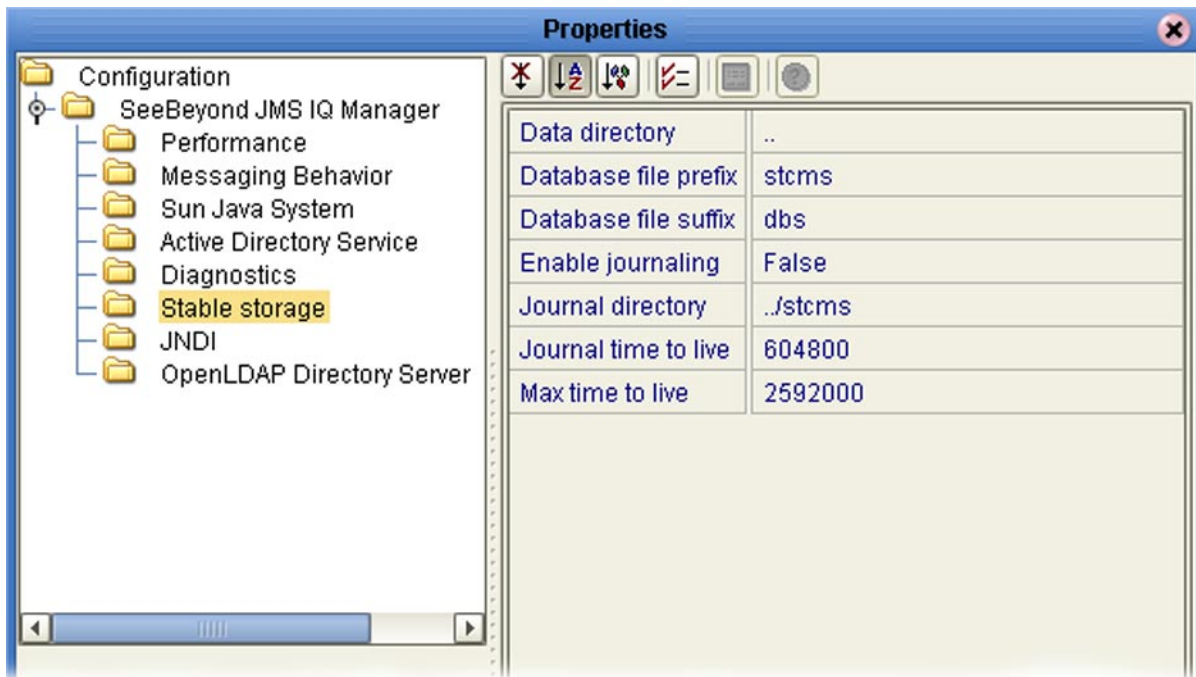 Properties
Configuration
SeeBeyond JMS IQ Manager
Performance
Messaging Behavior
Sun Java System
Active Directory Service
Diagnostics
Stable storage
JNDI
OpenLDAP Directory Server
Data directory ..
Database file prefix stcms
Database file suffix dbs
Enable journaling False
Journal directory ../stcms
Journal time to live 604800
Max time to live 2592000